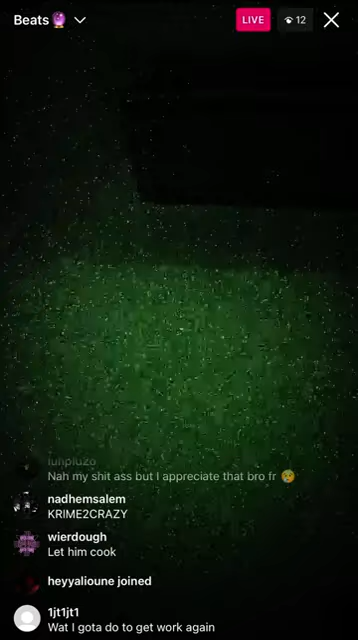 Beats🔮
LIVE
12
Nah my shit ass but I appreciate that bro fr
nadhemsalem
KRIME2CRAZY
wierdough
Let him cook
heyyalioune joined
1jt1jt1
Wat I gota do to get work again